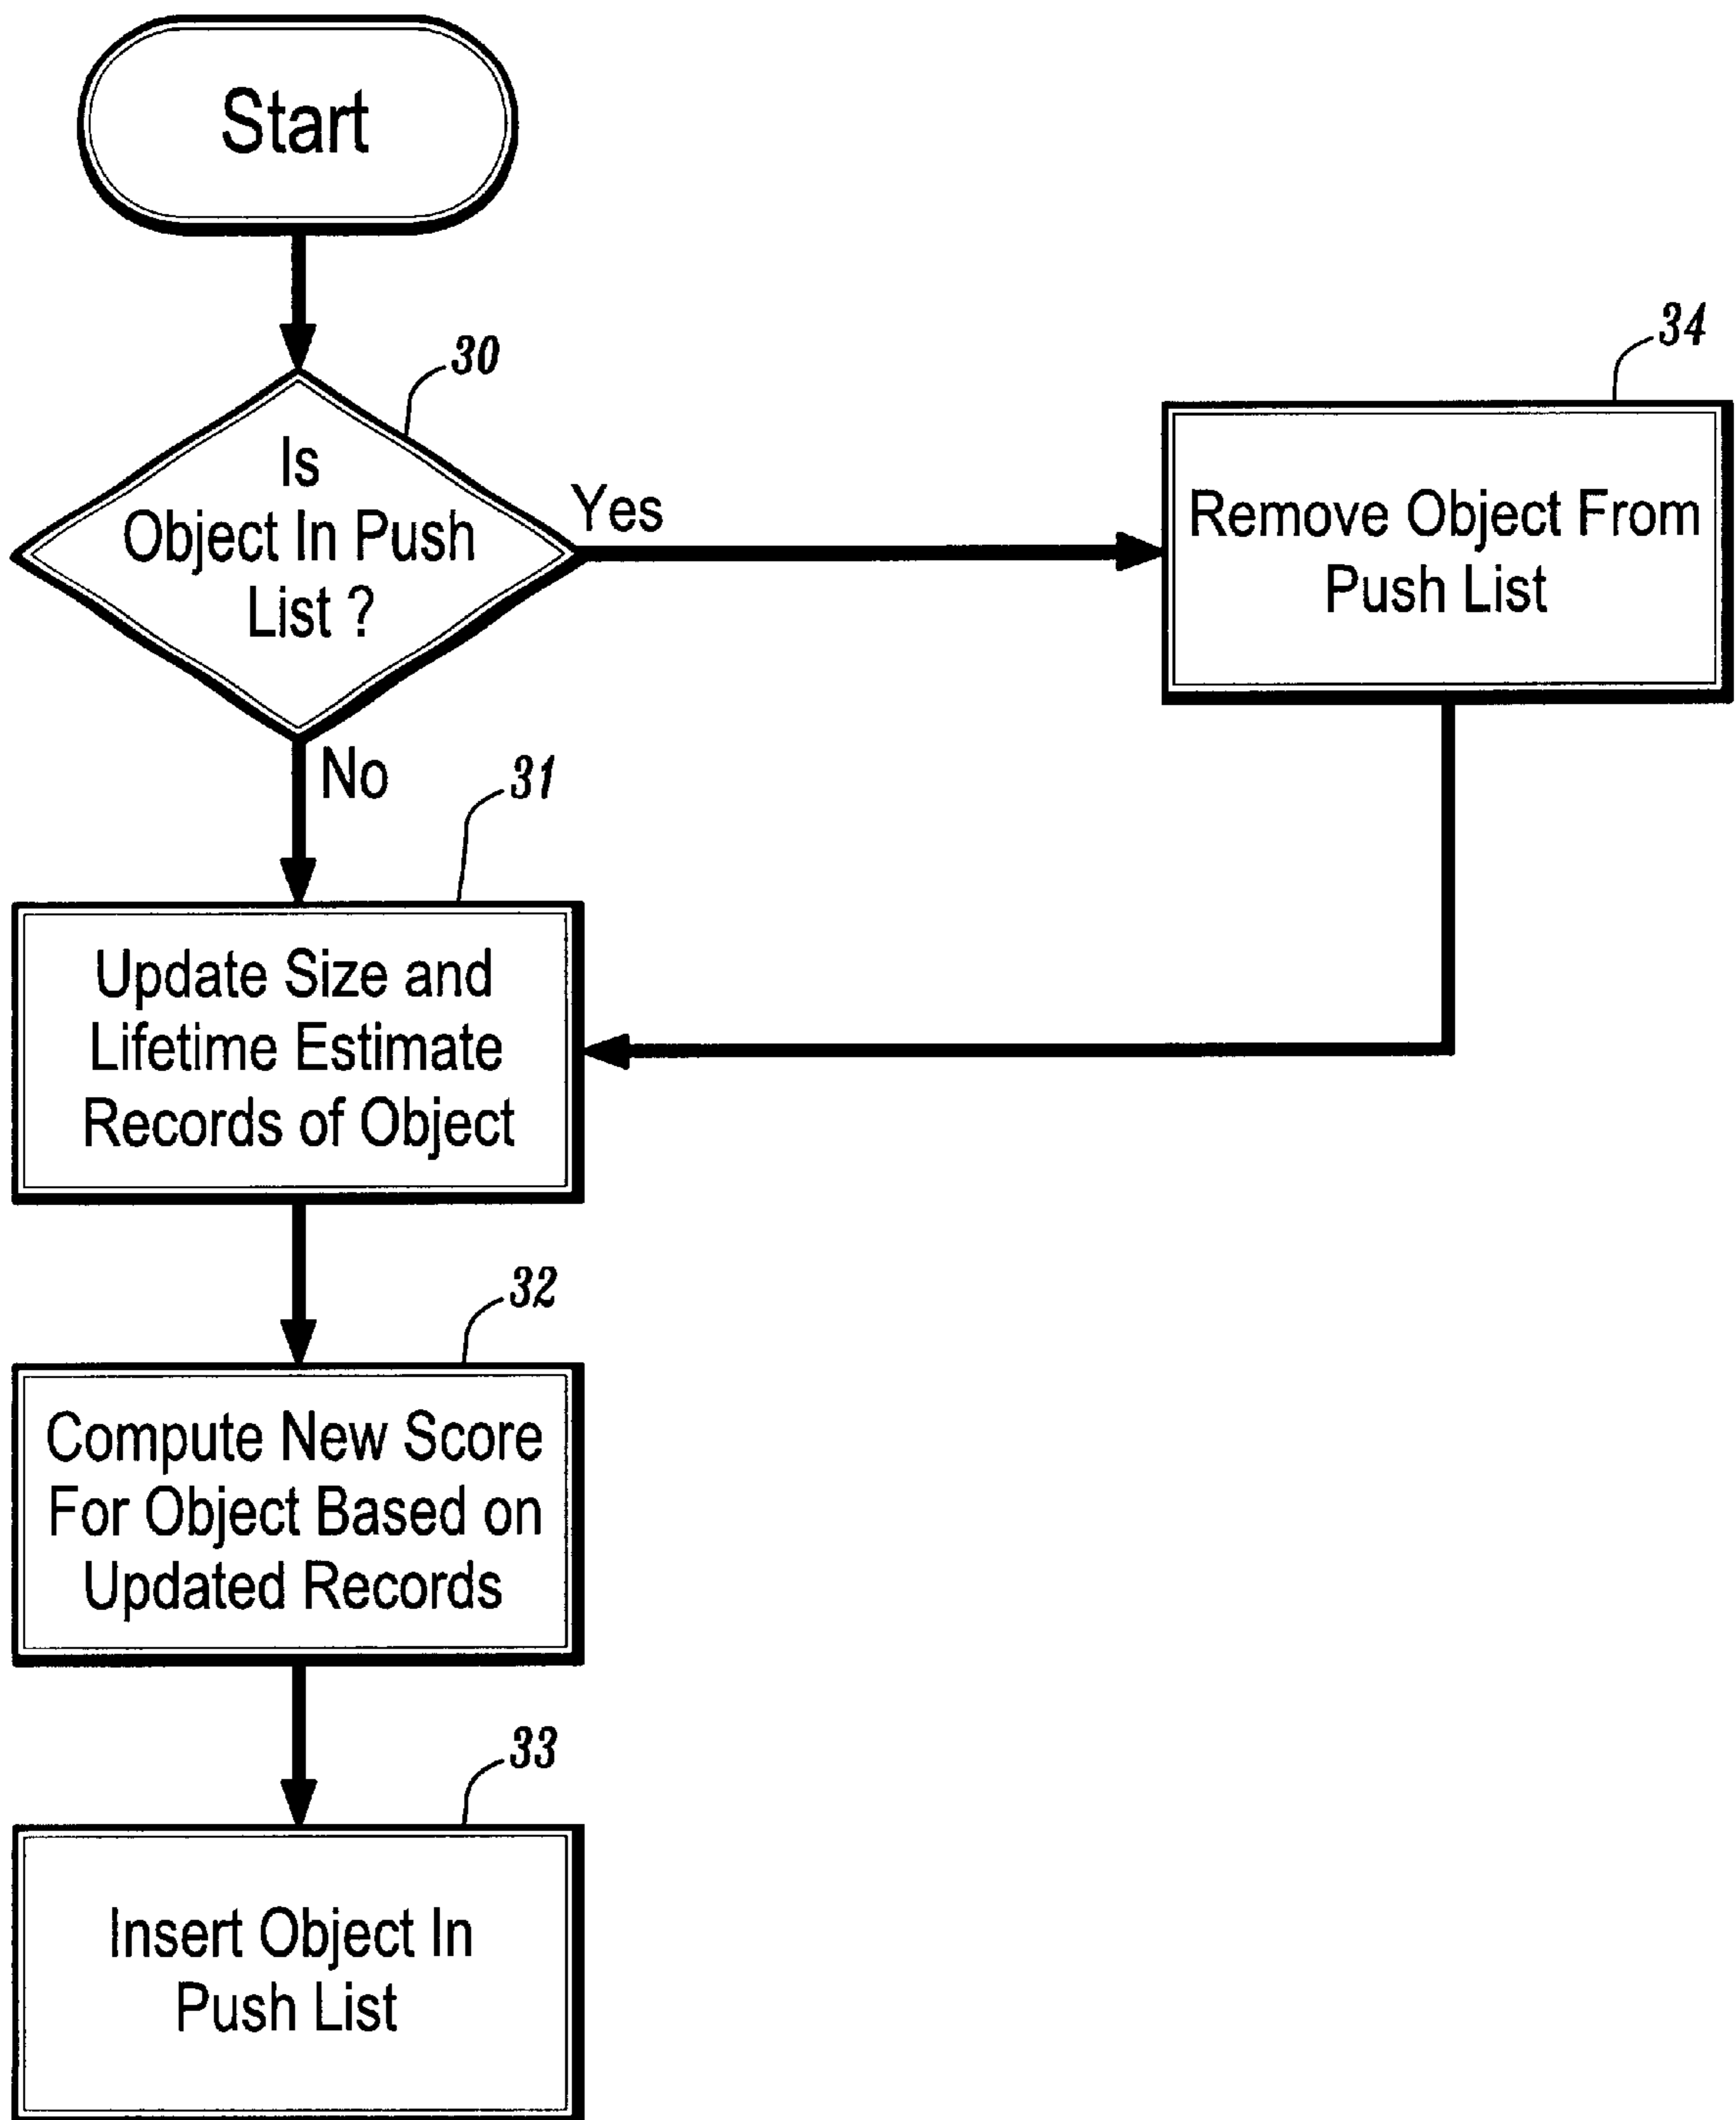 Start
30
Is
Object In Push
List ?
Yes
34
Remove Object From
Push List
No
31
Update Size and
Lifetime Estimate
Records of Object
32
Compute New Score
For Object Based on
Updated Records
33
Insert Object In
Push List